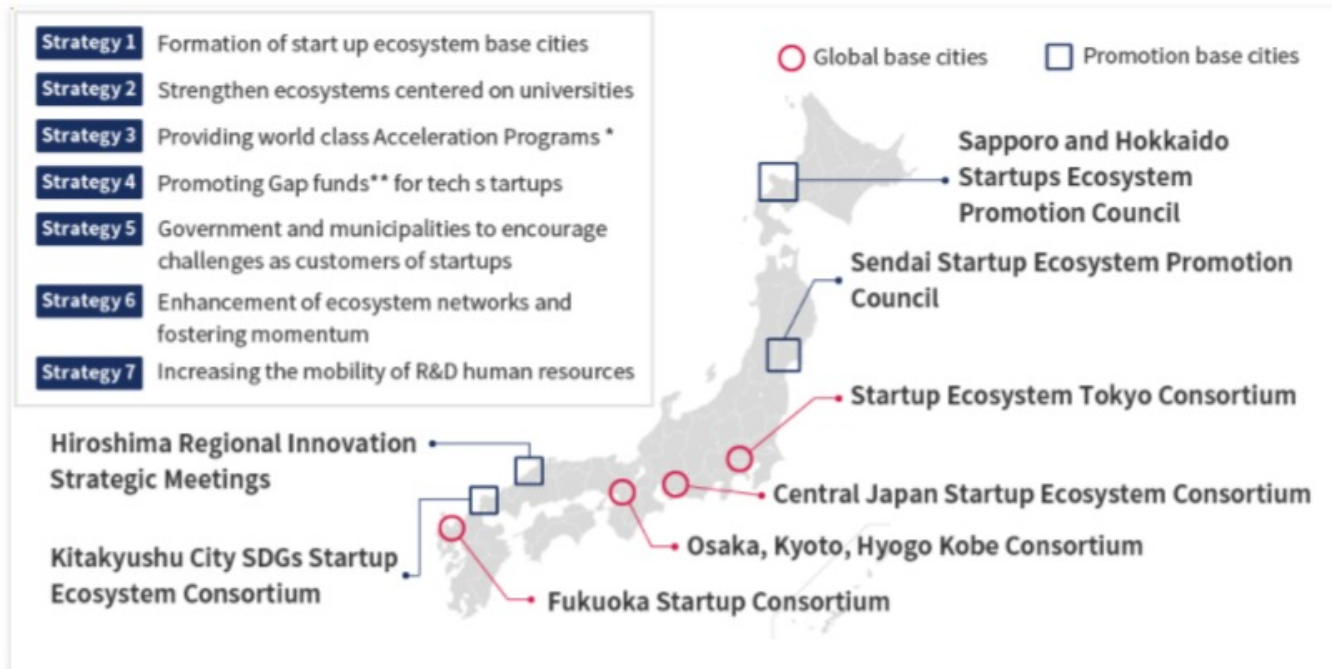 Strategy 1 Formation of start up ecosystem base cities
Strategy 2 Strengthen ecosystems centered on universities
Strategy 3 Providing world class Acceleration Programs *
Strategy 4 Promoting Gap funds** for tech s tartups
Strategy 5 Government and municipalities to encourage
challenges as customers of startups
Strategy 6 Enhancement of ecosystem networks and
fostering momentum
Strategy 7 Increasing the mobility of R&D human resources
Global base cities
Promotion base cities
Sapporo and Hokkaido
Startups Ecosystem
Promotion Council
Sendai Startup Ecosystem Promotion
Council
Startup Ecosystem Tokyo Consortium
Central Japan Startup Ecosystem Consortium
Osaka, Kyoto, Hyogo Kobe Consortium
Fukuoka Startup Consortium
Hiroshima Regional Innovation
Strategic Meetings
Kitakyushu City SDGs Startup
Ecosystem Consortium